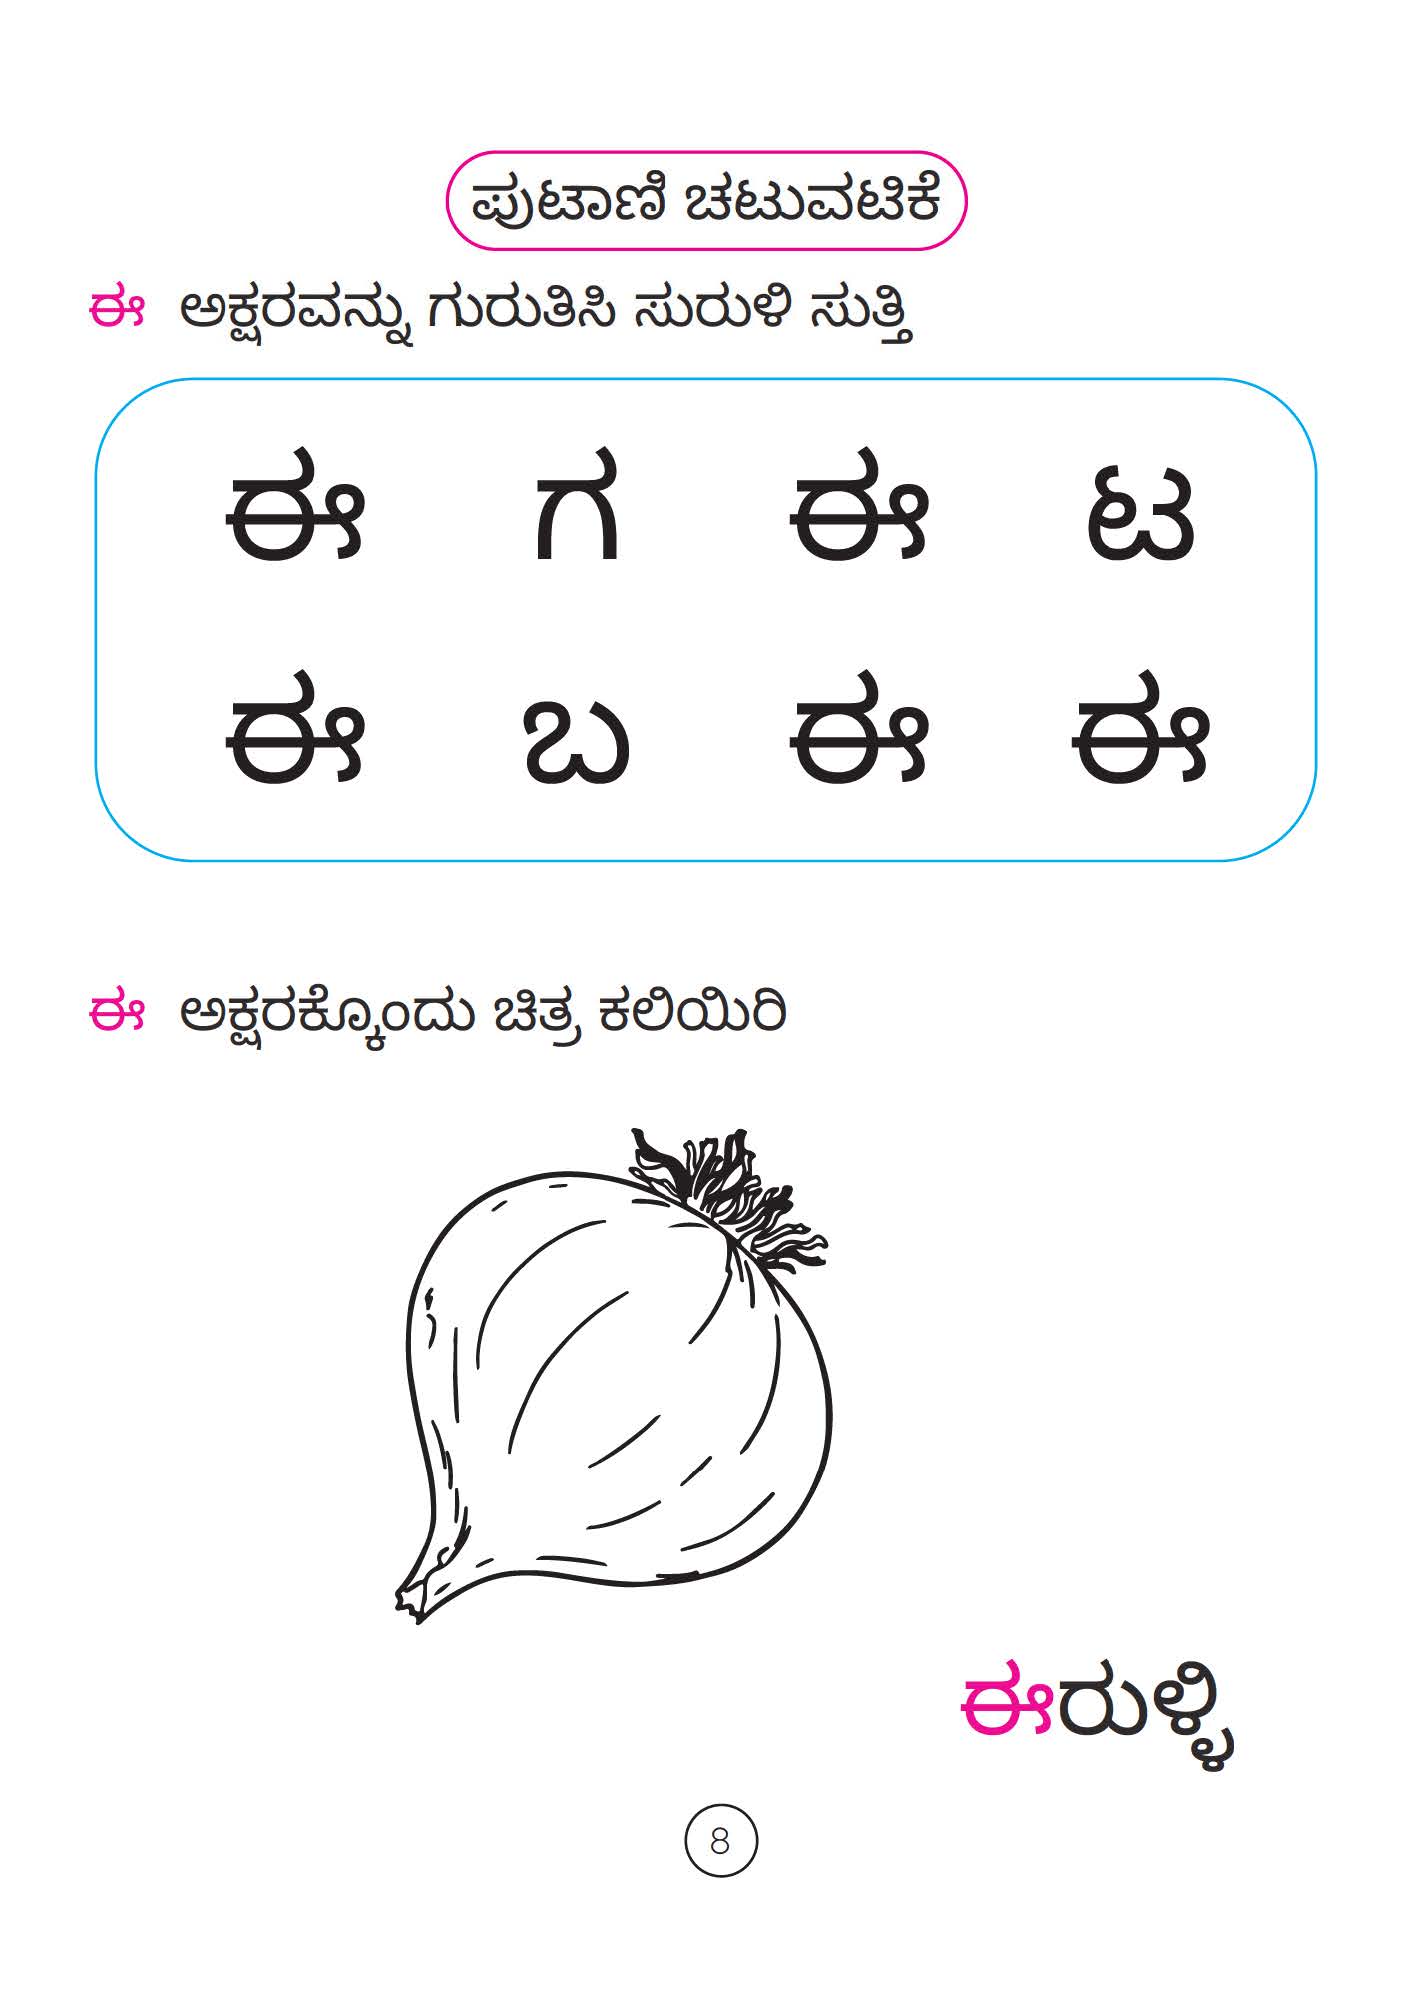 ಪುಟಾಣಿ ಚಟುವಟಿಕೆ
ಈ ಅಕ್ಷರವನ್ನು ಗುರುತಿಸಿ ಸುರುಳಿ ಸುತ್ತಿ
ಈ ಗ ಈ ಟ
ಈ ಬ ಈ ಈ
ಈ ಅಕ್ಷರಕ್ಕೊಂದು ಚಿತ್ರ ಕಲಿಯಿರಿ
ಈರುಳ್ಳಿ
8